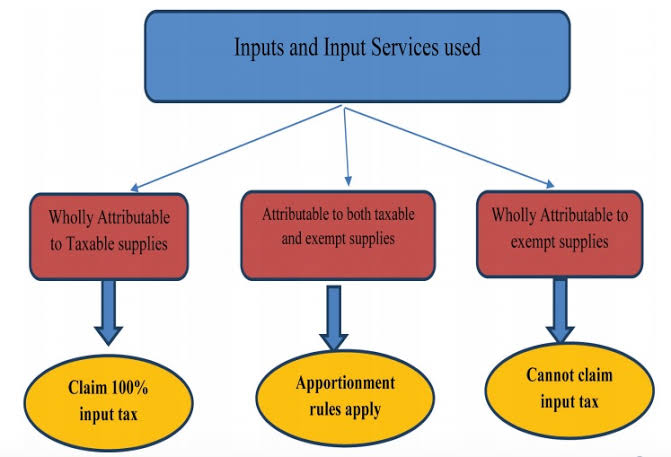 Inputs and Input Services used
Wholly Attributable
to Taxable supplies
Attributable to both taxable
and exempt supplies
Wholly Attributable to
exempt supplies
Claim 100%
input tax
Apportionment
rules apply
Cannot claim
input tax